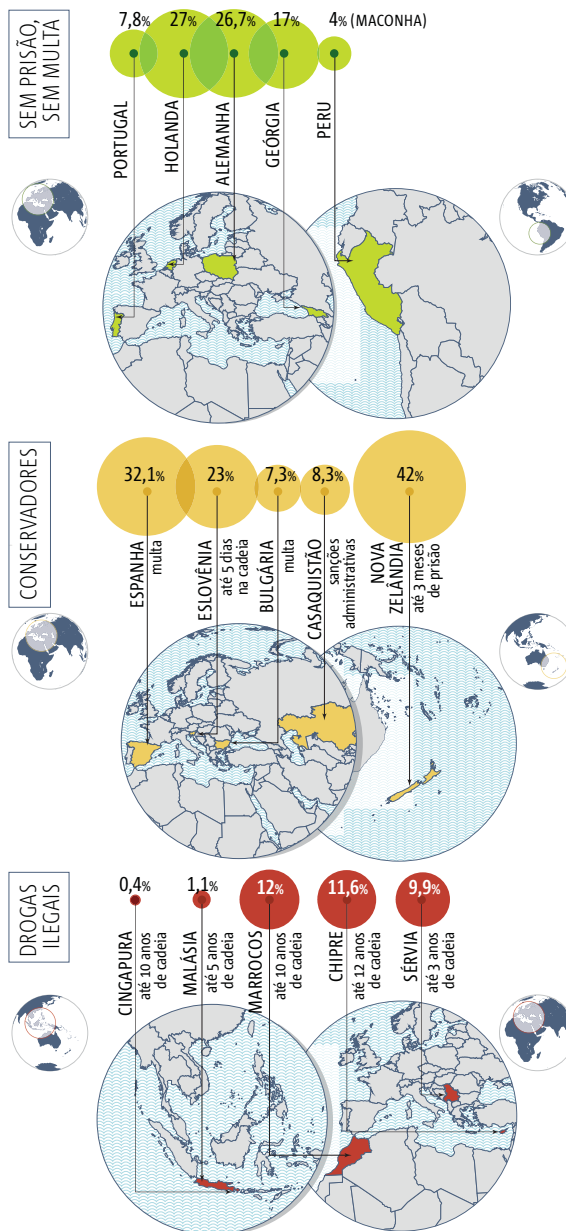 SEM PRISÃO,
SEM MULTA
7,8%
27%
26,7%
17%
4% (MACONHA)
PORTUGAL
HOLANDA
ALEMANHA
GEÓRGIA
PERU
CONSERVADORES
32,1%
23%
7,3%
8,3%
42%
ESPANHA
multa
ESLOVÊNIA
até 5 dias
na cadeia
BULGÁRIA
multa
CASAQUISTÃO
sanções
administrativas
NOVA
ZELÂNDIA
até 3 meses
de prisão
DROGAS
ILEGAIS
0,4%
1,1%
12%
11,6%
9,9%
CINGAPURA
até 10 anos
de cadeia
MALÁSIA
até 5 anos
de cadeia
MARROCOS
até 10 anos
de cadeia
CHIPRE
até 12 anos
de cadeia
SÉRVIA
até 3 anos
de cadeia